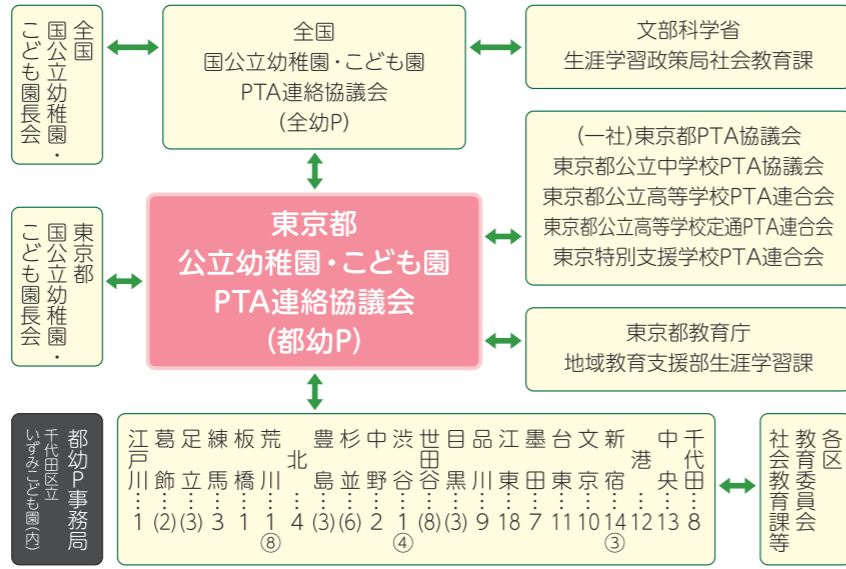 全国
国公立幼稚園・
こども園長会
全国
国公立幼稚園・こども園
PTA連絡協議会
(全幼P)
文部科学省
生涯学習政策局社会教育課
(一社)東京都PTA協議会
東京都公立中学校PTA協議会
東京都公立高等学校PTA連合会
東京都公立高等学校定通PTA連合会
東京特別支援学校PTA連合会
東京都
国公立幼稚園・
こども園長会
東京都
公立幼稚園・こども園
PTA連絡協議会
(都幼P)
東京都教育庁
地域教育支援部生涯学習課
都幼P事務局
千代田区立
いずみこども園(内)
千代田…8
中央…13
港…12
新宿…14③
文京…10
台東…11
墨田…7
江東…18
品川…9
目黒…(3)
世田谷…(8)
渋谷…1④
中野…2
杉並…(6)
豊島…(3)
北…4
荒川…1⑧
板橋…1
練馬…3
足立…(3)
葛飾…(2)
江戸川…1
各区
教育委員会
社会教育課等